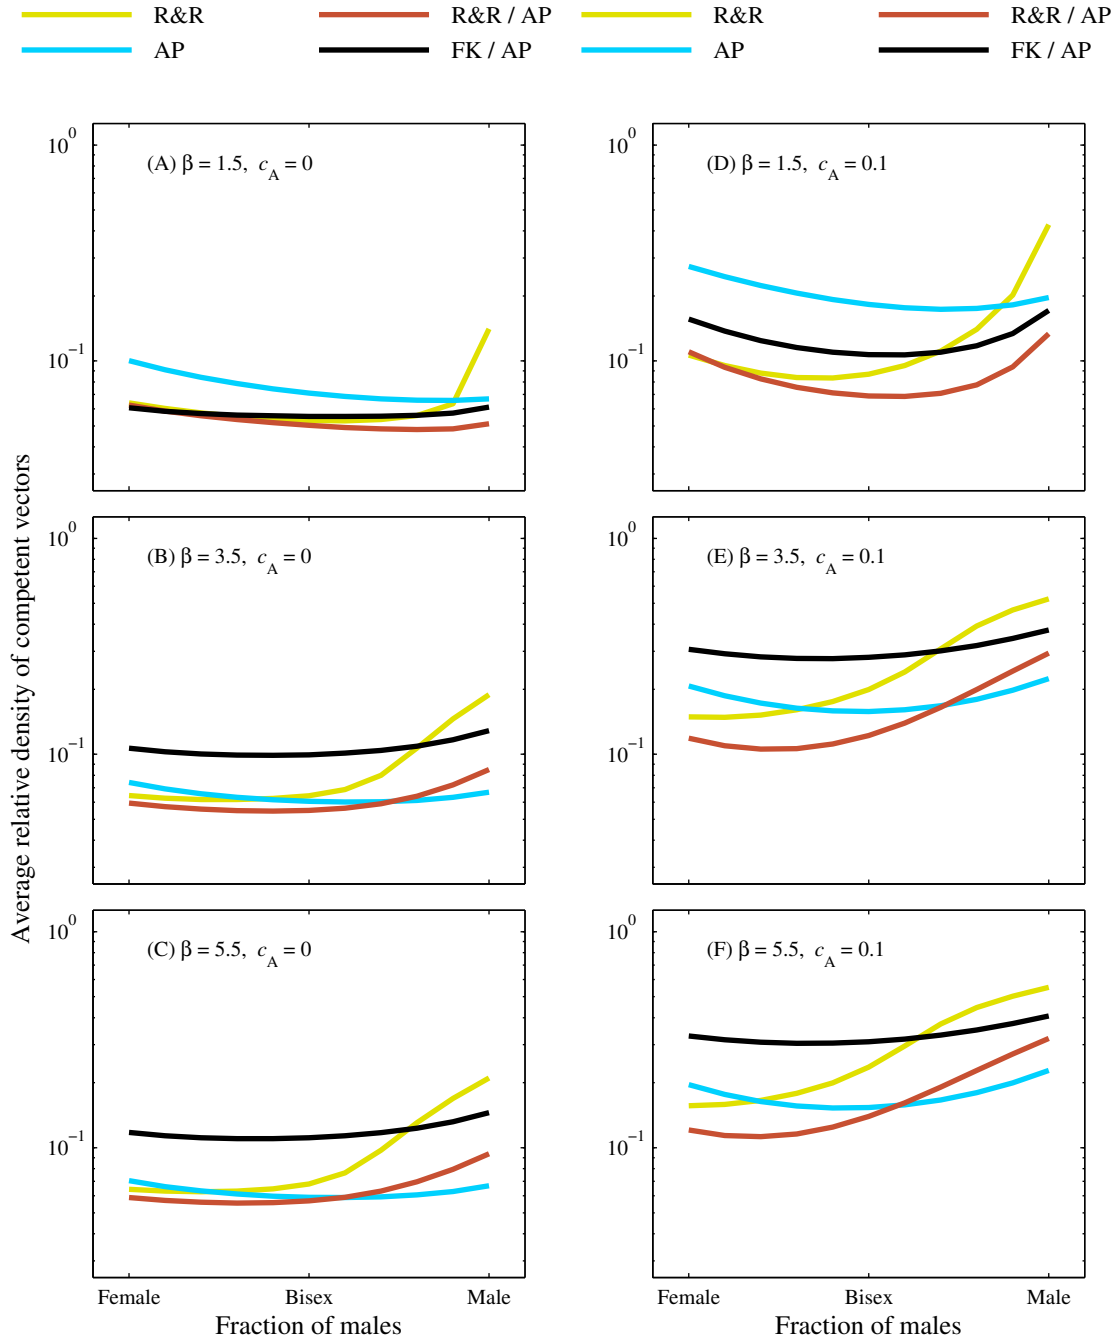 R&R R&R / AP R&R R&R / AP
AP FK / AP AP FK / AP
Average relative density of competent vectors
(A) β = 1.5, c_A = 0
10^0
10^−1
(D) β = 1.5, c_A = 0.1
10^0
10^−1
(B) β = 3.5, c_A = 0
10^0
10^−1
(E) β = 3.5, c_A = 0.1
10^0
10^−1
(C) β = 5.5, c_A = 0
10^0
10^−1
(F) β = 5.5, c_A = 0.1
10^0
10^−1
Female Bisex Male
Female Bisex Male
Fraction of males
Fraction of males